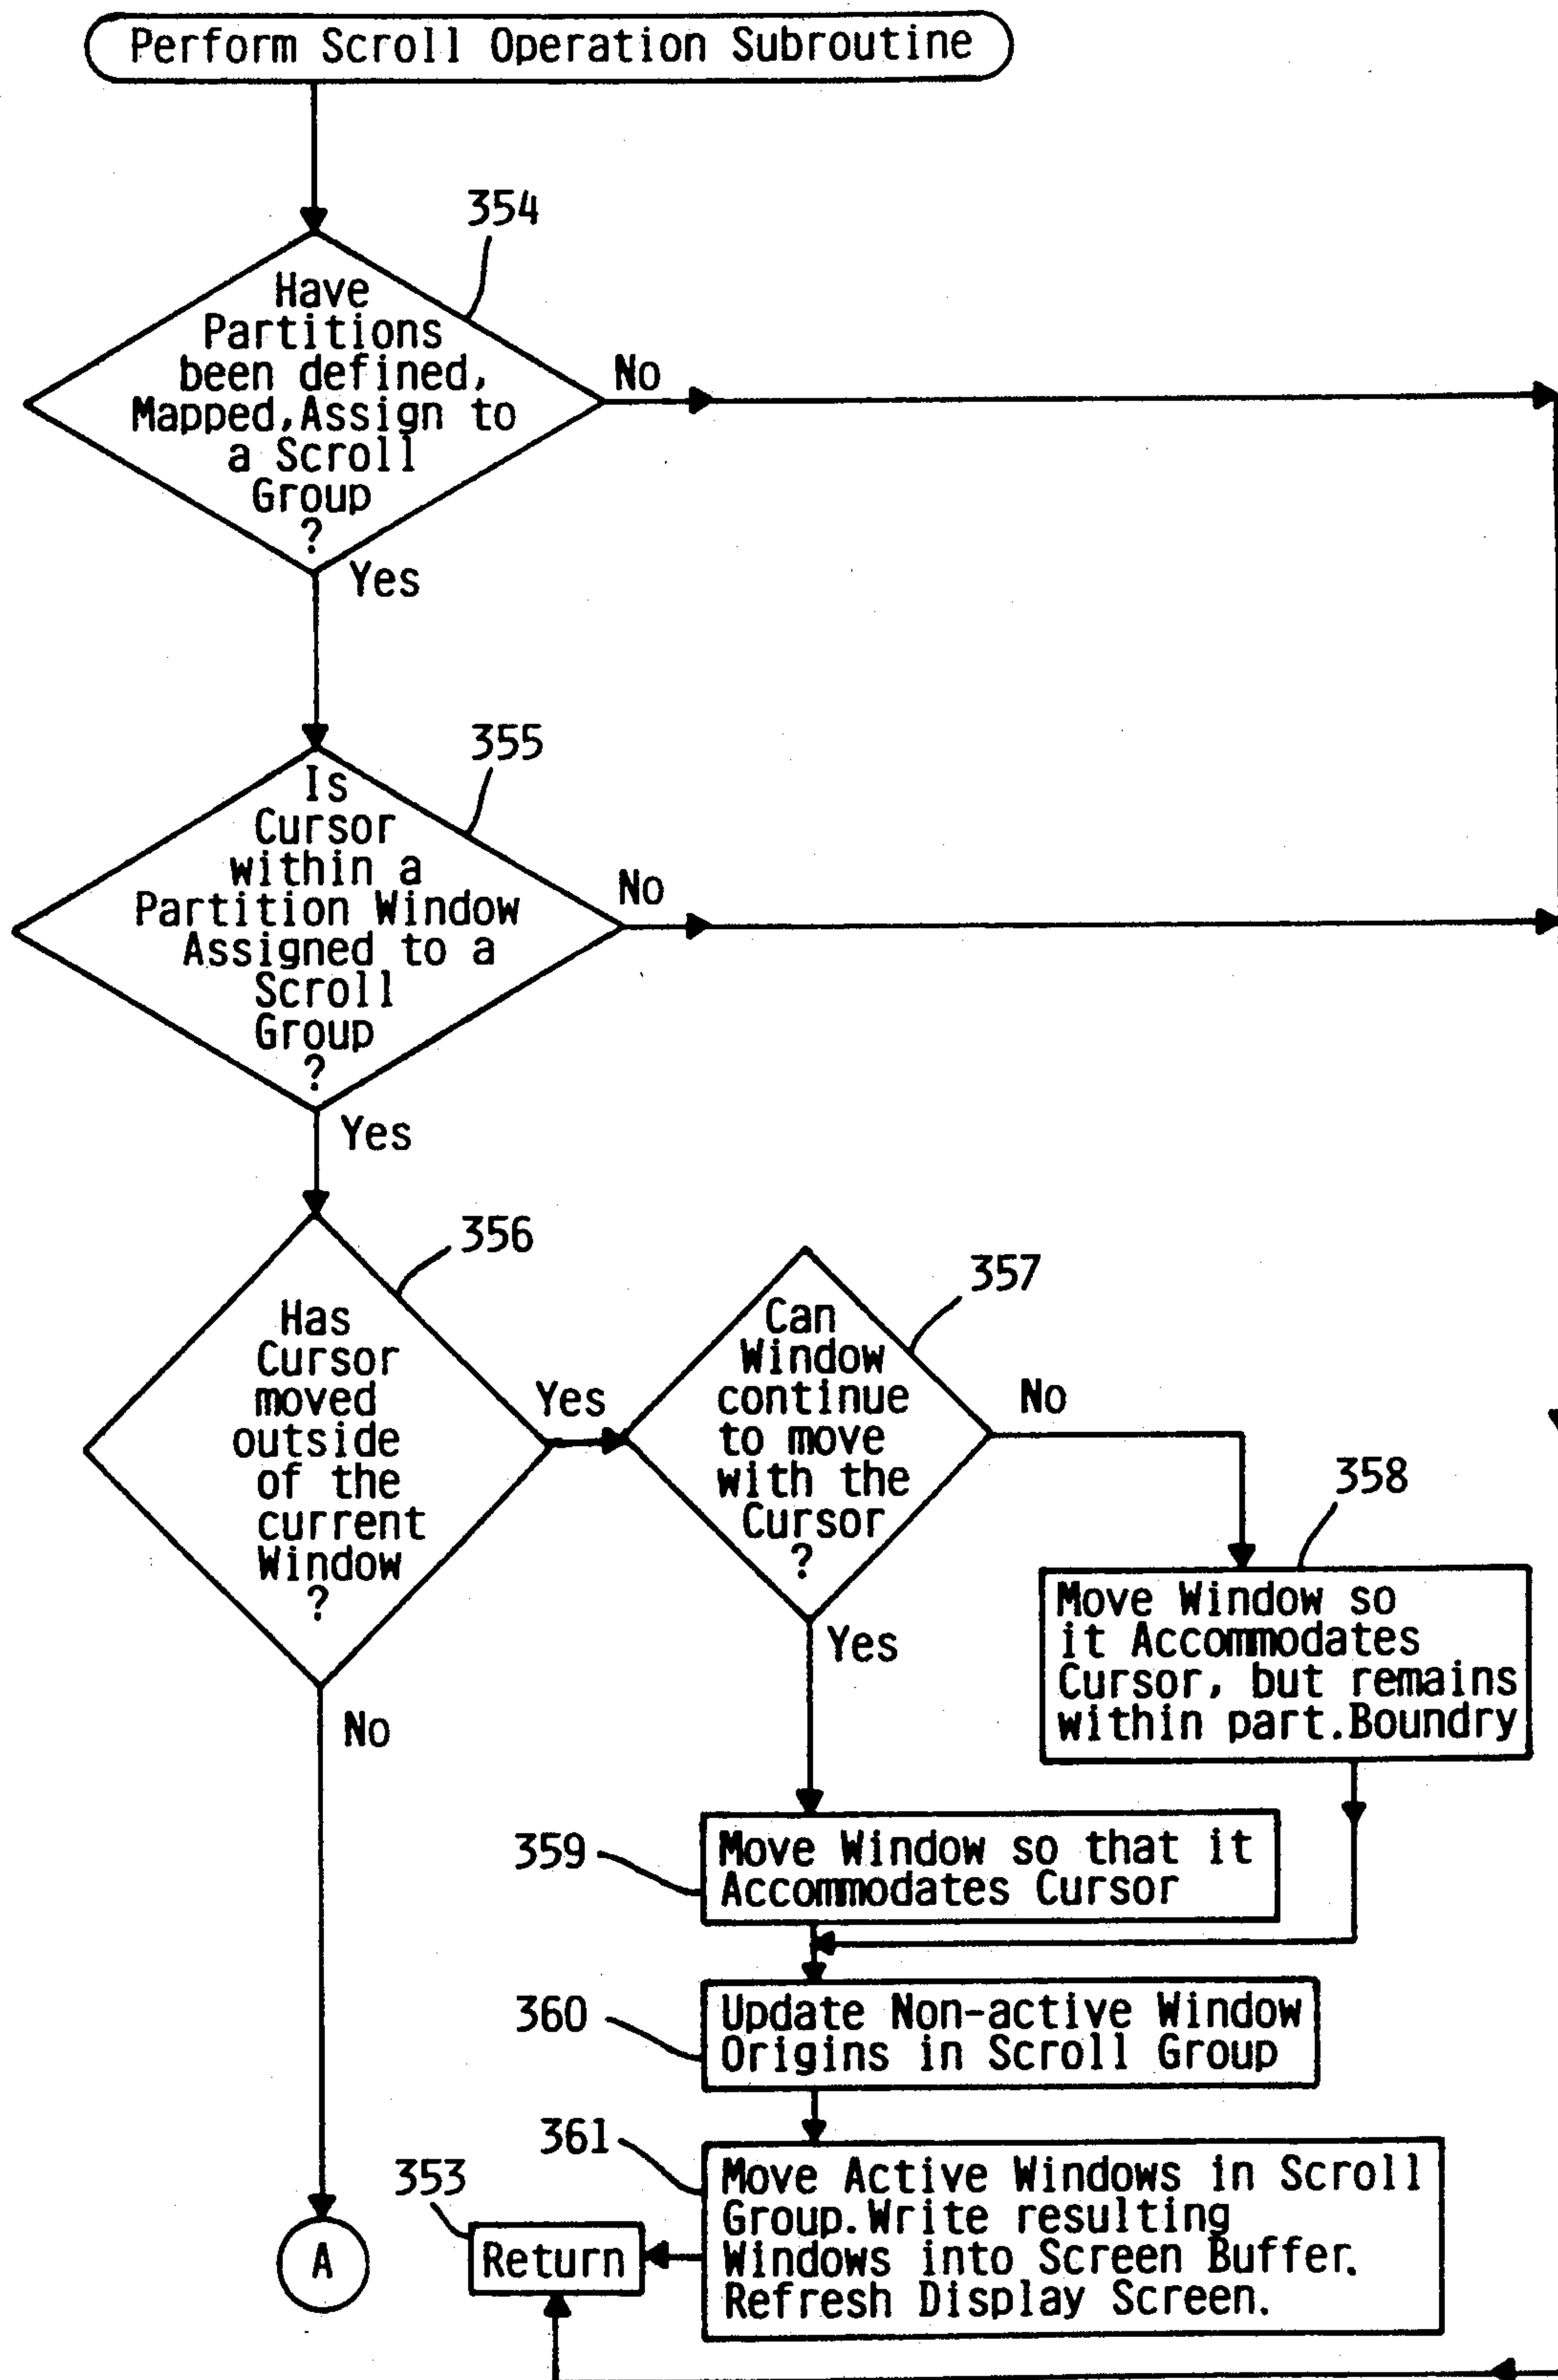 Perform Scroll Operation Subroutine
354
Have
Partitions
been defined,
Mapped,Assign to
a Scroll
Group
?
No
Yes
355
Is
Cursor
within a
Partition Window
Assigned to a
Scroll
Group
?
No
Yes
356
Has
Cursor
moved
outside
of the
current
Window
?
Yes
No
357
Can
Window
continue
to move
with the
Cursor
?
No
Yes
358
Move Window so
it Accommodates
Cursor, but remains
within part.Boundry
359
Move Window so that it
Accommodates Cursor
360
Update Non-active Window
Origins in Scroll Group
361
Move Active Windows in Scroll
Group.Write resulting
Windows into Screen Buffer.
Refresh Display Screen.
353
Return
A